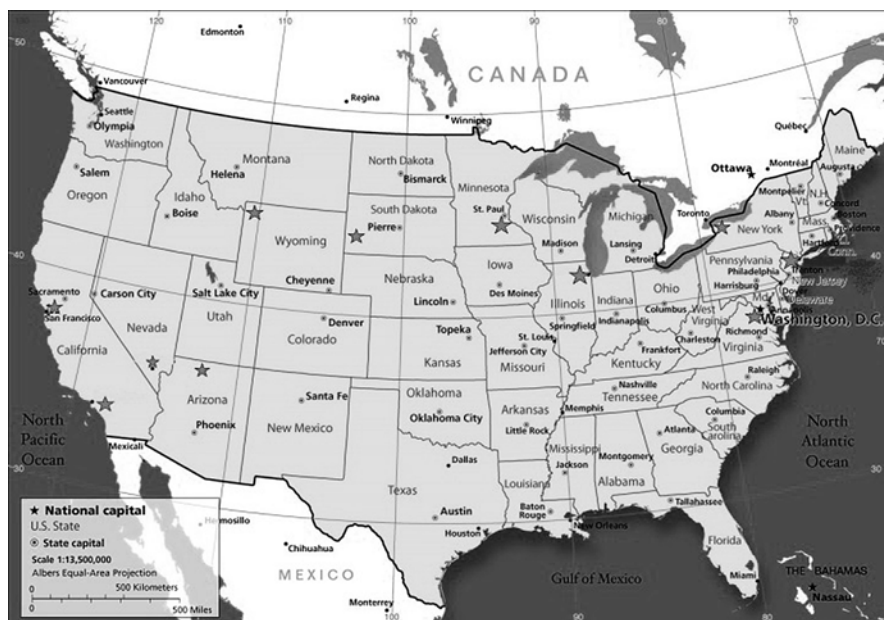 120
110
100
90
80
70
50
Edmonton
CANADA
Vancouver
Regina
Winnipeg
Seattle
Olympia
Washington
Québec
Montréal
Ottawa
Maine
Augusta
Montana
Helena
North Dakota
Bismarck
Minnesota
St. Paul
Salem
Oregon
Idaho
Boise
South Dakota
Pierre
Wisconsin
Madison
Michigan
Lansing
Detroit
Toronto
Montpelier
Vt.
N.H.
Concord
Albany
Mass.
Boston
New York
Providence
Hartford
Conn.
Wyoming
Cheyenne
Nebraska
Lincoln
Iowa
Des Moines
Illinois
Springfield
Indiana
Indianapolis
Ohio
Columbus
Pennsylvania
Philadelphia
Harrisburg
Trenton
New Jersey
Dover
Delaware
Md.
Annapolis
Washington, D.C.
40
Sacramento
Carson City
San Francisco
Nevada
Salt Lake City
Utah
Denver
Colorado
Topeka
Kansas
St. Louis
Jefferson City
Missouri
West
Virginia
Charleston
Frankfort
Kentucky
Richmond
Virginia
California
Arizona
Phoenix
Santa Fe
New Mexico
Oklahoma
Oklahoma City
Arkansas
Little Rock
Memphis
Nashville
Tennessee
Raleigh
North Carolina
Columbia
South
Carolina
Atlanta
Georgia
North
Pacific
Ocean
Mexicali
Dallas
Texas
Austin
Houston
Louisiana
Baton
Rouge
New Orleans
Mississippi
Jackson
Montgomery
Alabama
Tallahassee
Florida
Miami
North
Atlantic
Ocean
30
National capital
U.S. State
State capital
Scale 1:13,500,000
Albers Equal-Area Projection
0 500 Kilometers
0 500 Miles
Hermosillo
Chihuahua
MEXICO
Monterrey
Gulf of Mexico
THE BAHAMAS
Nassau
100
90
80